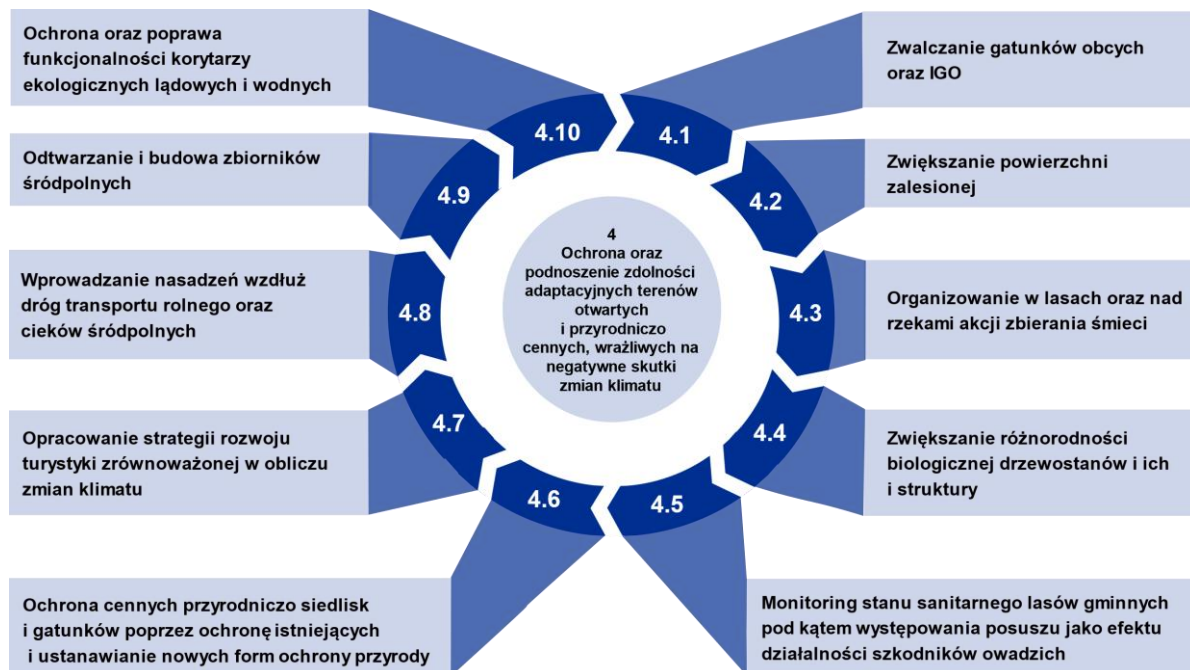 4
Ochrona oraz
podnoszenie zdolności
adaptacyjnych terenów
otwartych
i przyrodniczo
cennych, wrażliwych na
negatywne skutki
zmian klimatu
4.1
Zwalczanie gatunków obcych
oraz IGO
4.2
Zwiększanie powierzchni
zalesionej
4.3
Organizowanie w lasach oraz nad
rzekami akcji zbierania śmieci
4.4
Zwiększanie różnorodności
biologicznej drzewostanów i ich
i struktury
4.5
Monitoring stanu sanitarnego lasów gminnych
pod kątem występowania posuszu jako efektu
działalności szkodników owadzich
4.6
Ochrona cennych przyrodniczo siedlisk
i gatunków poprzez ochronę istniejących
i ustanawianie nowych form ochrony przyrody
4.7
Opracowanie strategii rozwoju
turystyki zrównoważonej w obliczu
zmian klimatu
4.8
Wprowadzanie nasadzeń wzdłuż
dróg transportu rolnego oraz
cieków śródpolnych
4.9
Odtwarzanie i budowa zbiorników
śródpolnych
4.10
Ochrona oraz poprawa
funkcjonalności korytarzy
ekologicznych lądowych i wodnych